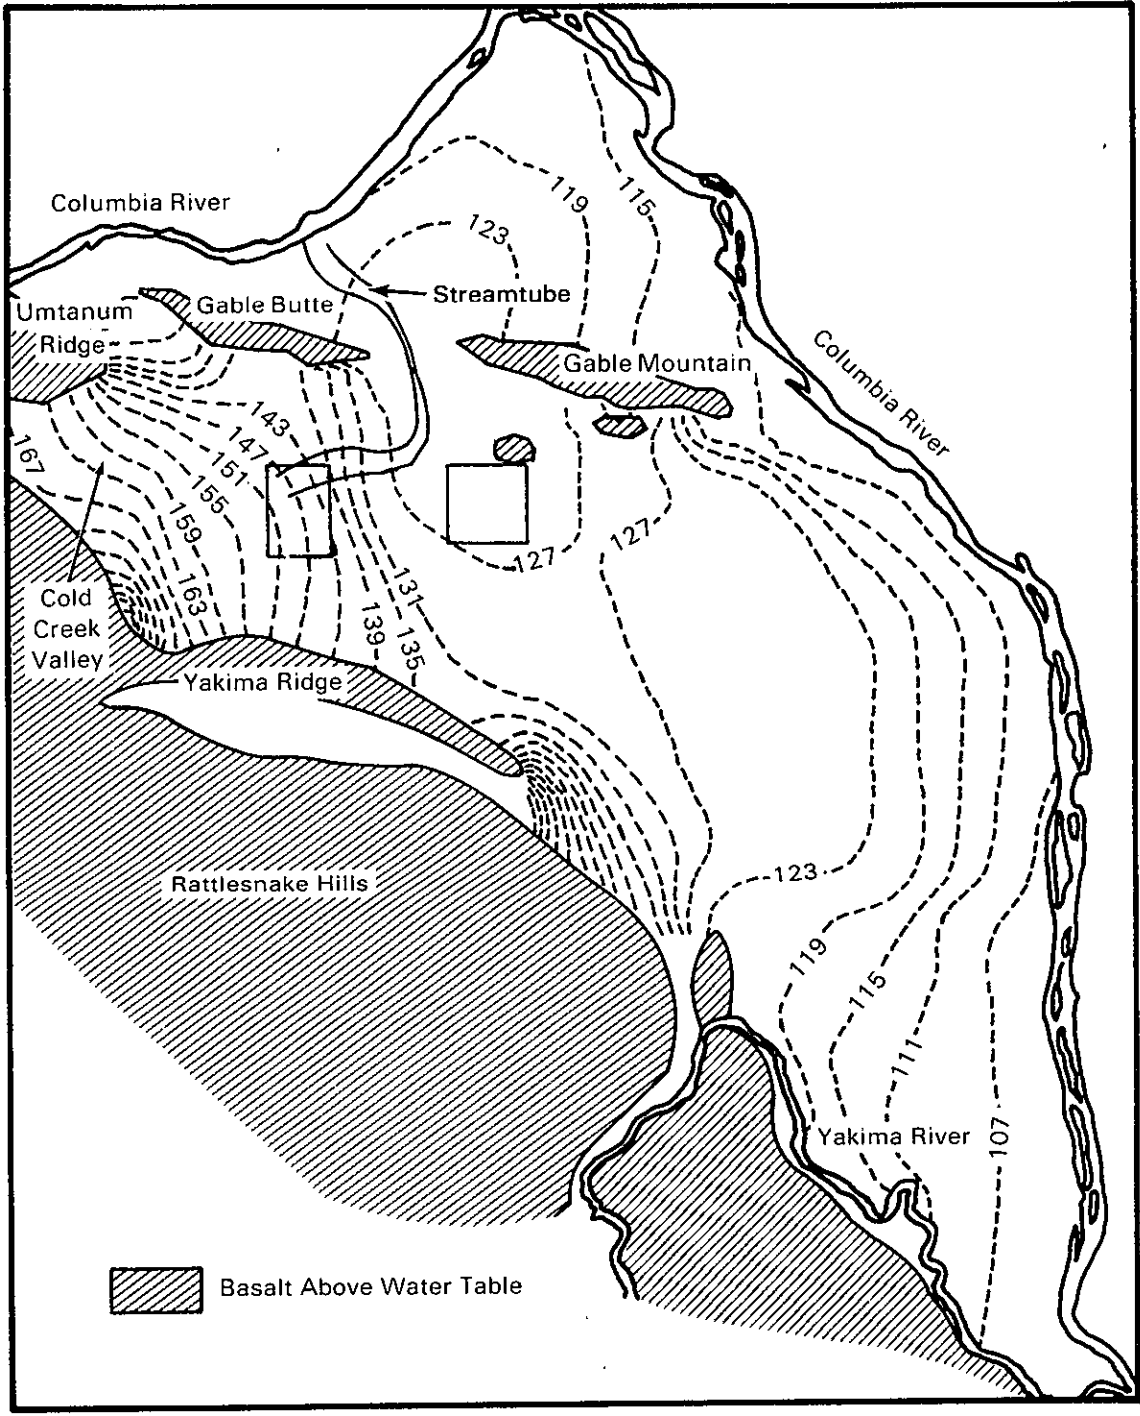 Columbia River
119
115
123
Streamtube
Umtanum
Ridge
Gable Butte
Gable Mountain
Columbia River
143
147
151
155
159
163
167
127
127
131
135
139
Cold
Creek
Valley
Yakima Ridge
Rattlesnake Hills
123
119
115
111
107
Yakima River
Basalt Above Water Table